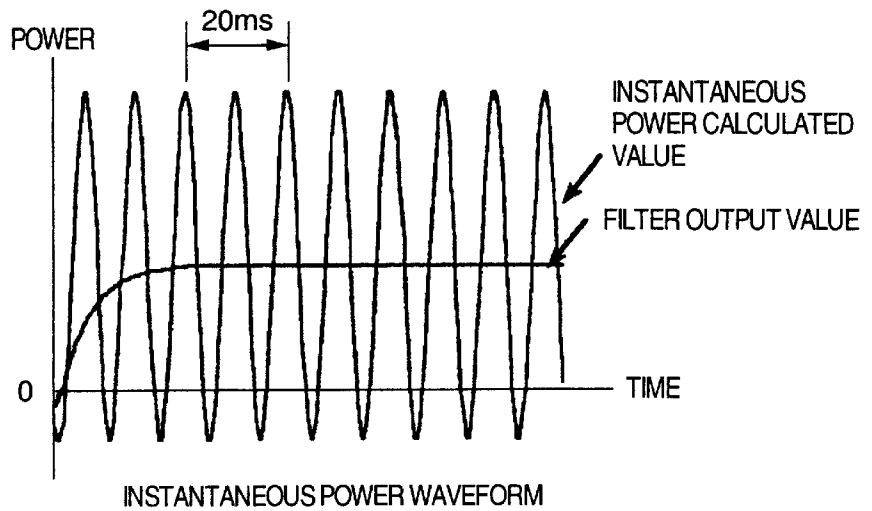 20ms
POWER
INSTANTANEOUS
POWER CALCULATED
VALUE
FILTER OUTPUT VALUE
0
TIME
INSTANTANEOUS POWER WAVEFORM